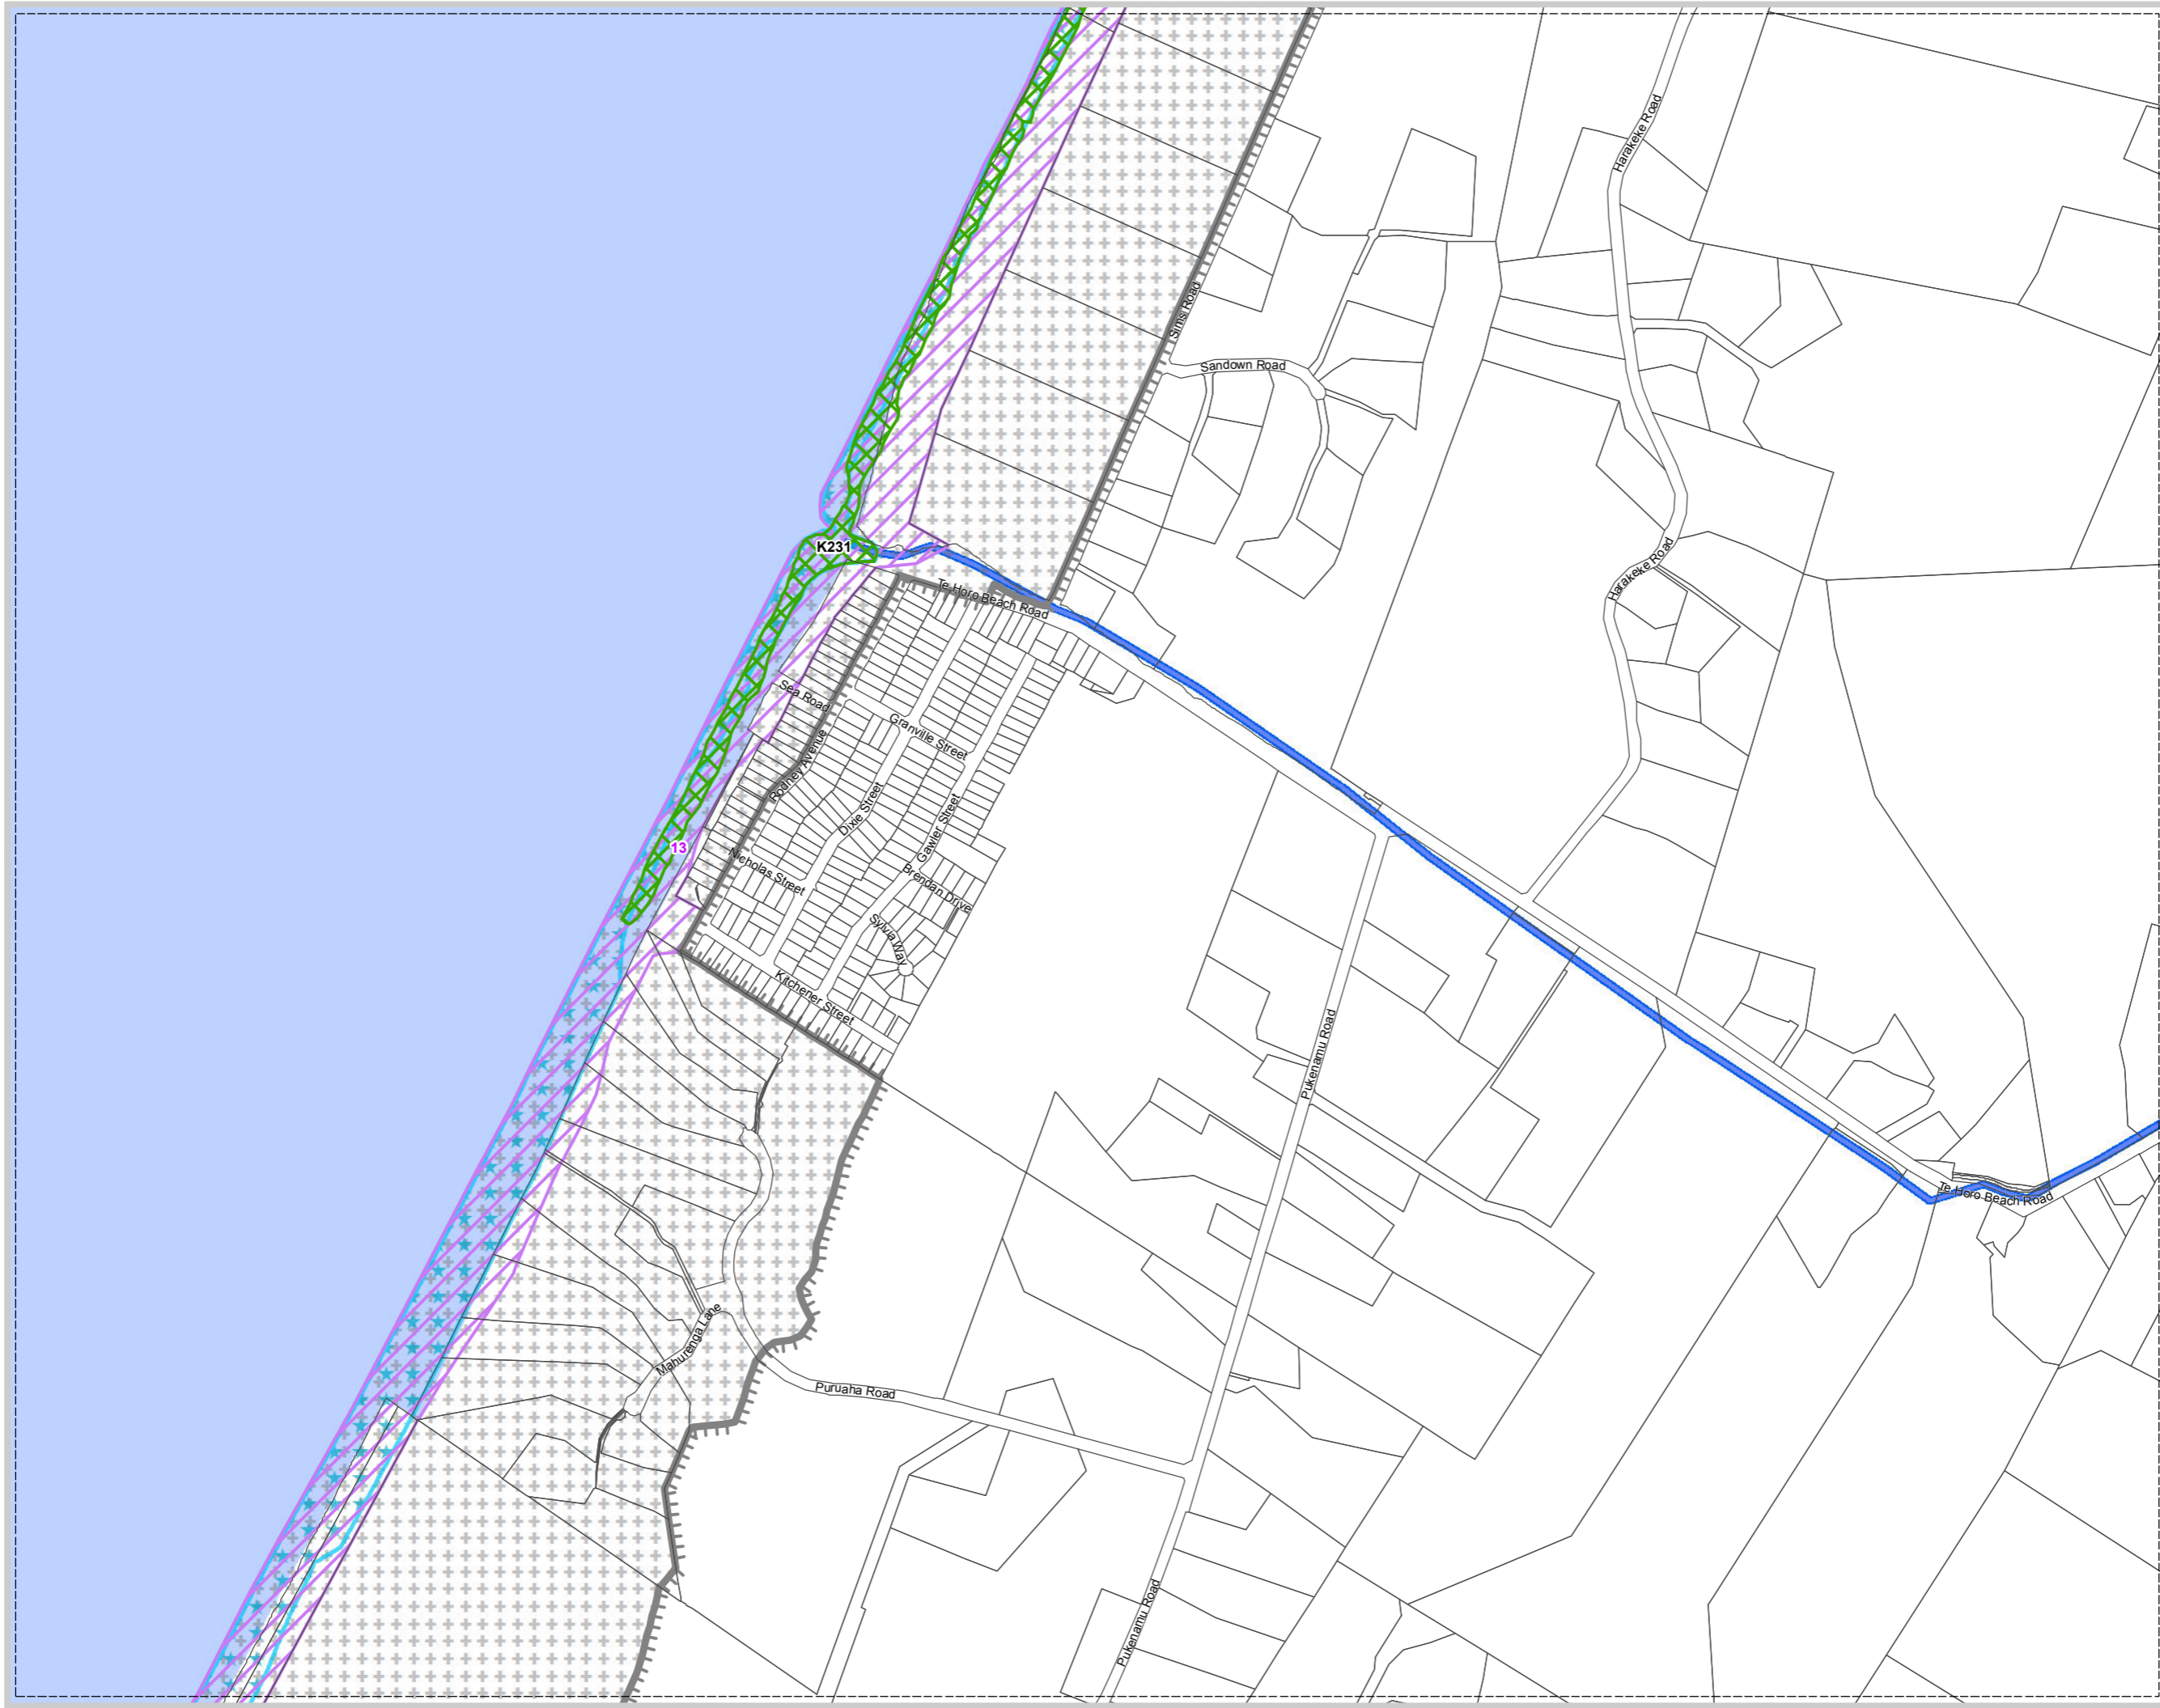 Harakeke Road
Sims Road
Sandown Road
K231
Harakeke Road
Te Horo Beach Road
Sea Road
Granville Street
Rodney Avenue
Dixie Street
Gawler Street
13
Nicholas Street
Brendan Drive
Sylvia Way
Kitchener Street
Pukenamu Road
Te Horo Beach Road
Mahurenga Lane
Puruaha Road
Pukenamu Road